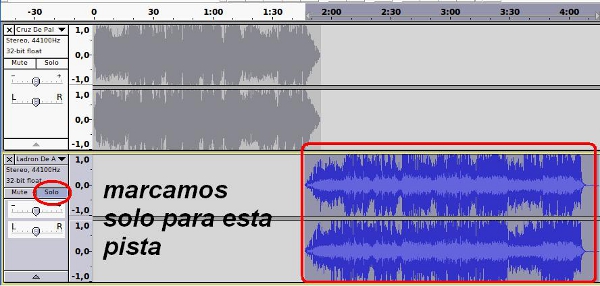 -30 0 30 1:00 1:30 2:00 2:30 3:00 3:30 4:00
Cruz De Pal
Stereo, 44100Hz
32-bit float
Mute Solo
- +
L R
1,0
0,0
-1,0
1,0
0,0
-1,0
Ladron De A
Stereo, 44100Hz
32-bit float
Mute Solo
- +
L R
1,0
0,0
-1,0
1,0
0,0
-1,0
marcamos
solo para esta
pista